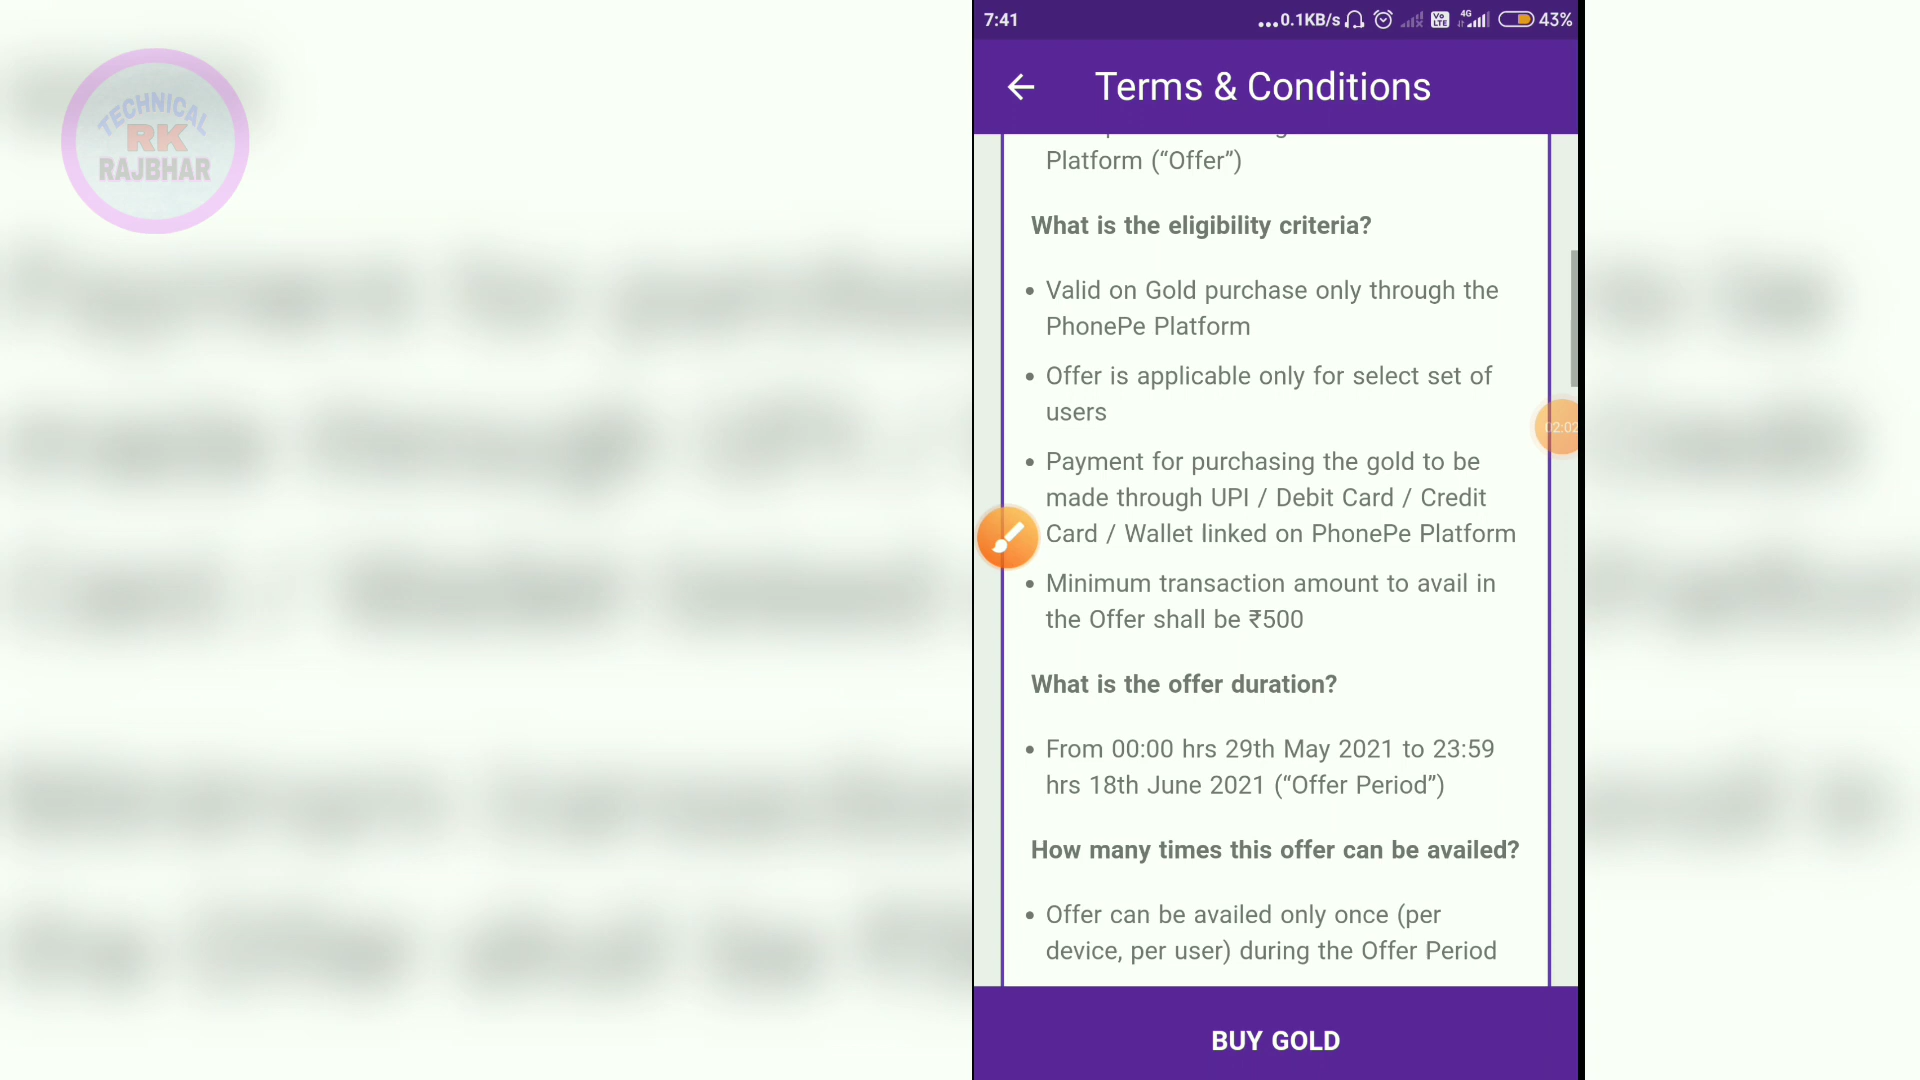 TECHNICAL
RK
RAJBHAR
7:41
...0.1KB/s
Vo
LTE
4G
43%
Terms & Conditions
Platform (“Offer”)
What is the eligibility criteria?
• Valid on Gold purchase only through the
PhonePe Platform
• Offer is applicable only for select set of
users
• Payment for purchasing the gold to be
made through UPI / Debit Card / Credit
Card / Wallet linked on PhonePe Platform
• Minimum transaction amount to avail in
the Offer shall be ₹500
What is the offer duration?
• From 00:00 hrs 29th May 2021 to 23:59
hrs 18th June 2021 (“Offer Period”)
How many times this offer can be availed?
• Offer can be availed only once (per
device, per user) during the Offer Period
02:02
BUY GOLD